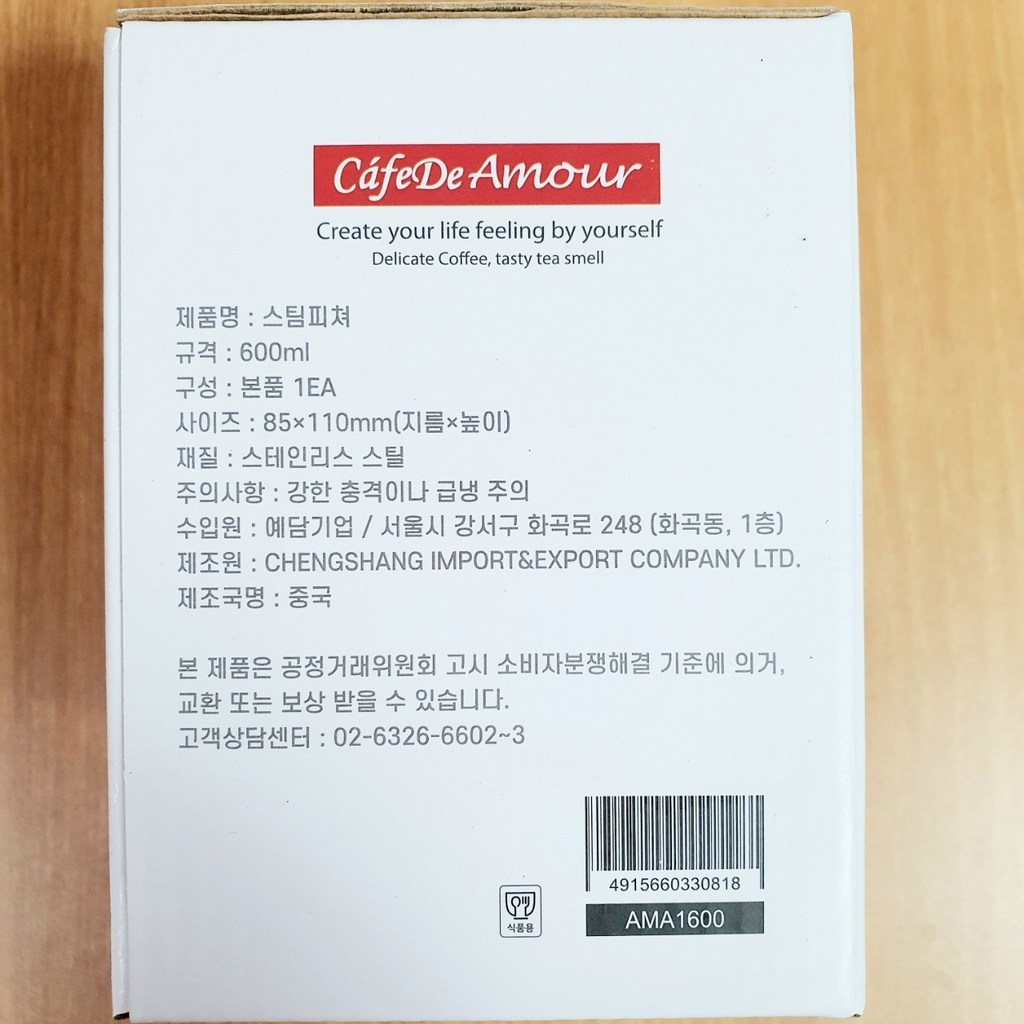 CáfeDe Amour
Create your life feeling by yourself
Delicate Coffee, tasty tea smell
제품명 : 스팀피쳐
규격 : 600ml
구성 : 본품 1EA
사이즈 : 85×110mm(지름×높이)
재질 : 스테인리스 스틸
주의사항 : 강한 충격이나 급냉 주의
수입원 : 예담기업 / 서울시 강서구 화곡로 248 (화곡동, 1층)
제조원 : CHENGSHANG IMPORT&EXPORT COMPANY LTD.
제조국명 : 중국
본 제품은 공정거래위원회 고시 소비자분쟁해결 기준에 의거,
교환 또는 보상 받을 수 있습니다.
고객상담센터 : 02-6326-6602~3
4915660330818
식품용
AMA1600